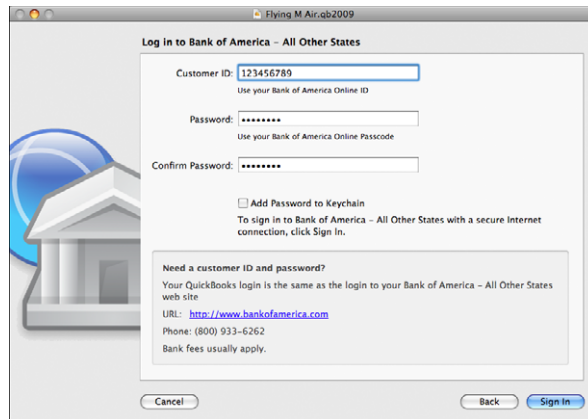 Flying M Air.qb2009
Log in to Bank of America – All Other States
Customer ID: 123456789
Use your Bank of America Online ID
Password: ••••••••
Use your Bank of America Online Passcode
Confirm Password: ••••••••
Add Password to Keychain
To sign in to Bank of America – All Other States with a secure Internet
connection, click Sign In.
Need a customer ID and password?
Your QuickBooks login is the same as the login to your Bank of America – All Other States
web site
URL: http://www.bankofamerica.com
Phone: (800) 933-6262
Bank fees usually apply.
Cancel Back Sign In